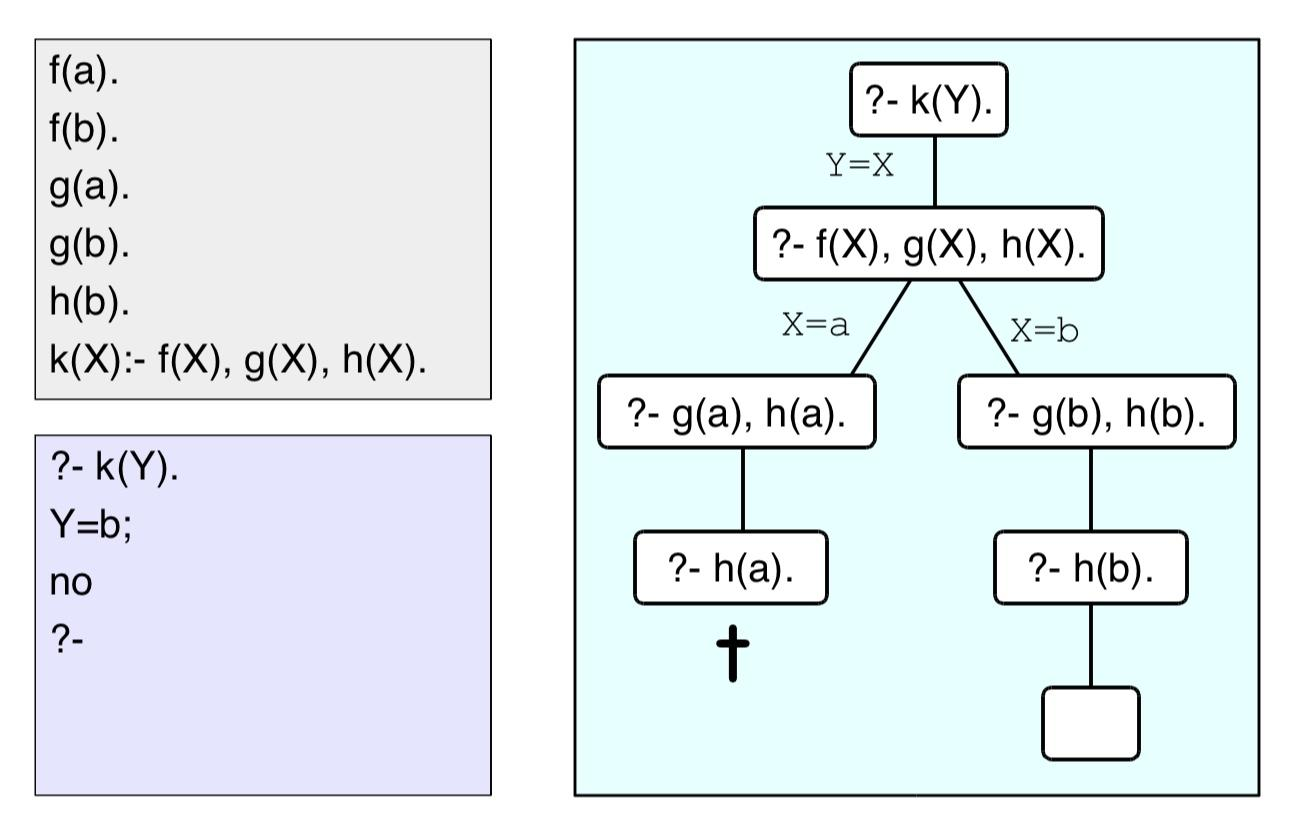 f(a).
f(b).
g(a).
g(b).
h(b).
k(X):- f(X), g(X), h(X).
?- k(Y).
Y=b;
no
?-
?- k(Y).
Y=X
?- f(X), g(X), h(X).
X=a
X=b
?- g(a), h(a).
?- g(b), h(b).
?- h(a).
?- h(b).
†